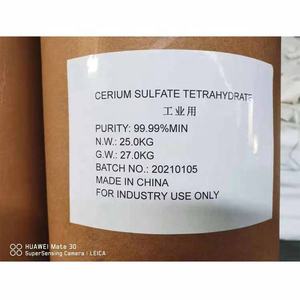 CERIUM SULFATE TETRAHYDRATE
工业用
PURITY: 99.99%MIN
N.W.: 25.0KG
G.W.: 27.0KG
BATCH NO.: 20210105
MADE IN CHINA
FOR INDUSTRY USE ONLY
HUAWEI Mate 30
SuperSensing Camera | LEICA